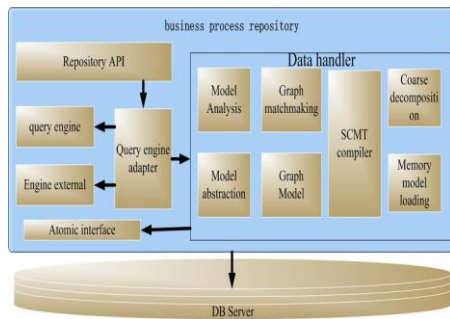 business process repository
Repository API
Data handler
Model
Analysis
Graph
matchmaking
SCMT
compiler
Coarse
decompositi
on
query engine
Query engine
adapter
Engine external
Model
abstraction
Graph
Model
Memory
model
loading
Atomic interface
DB Server